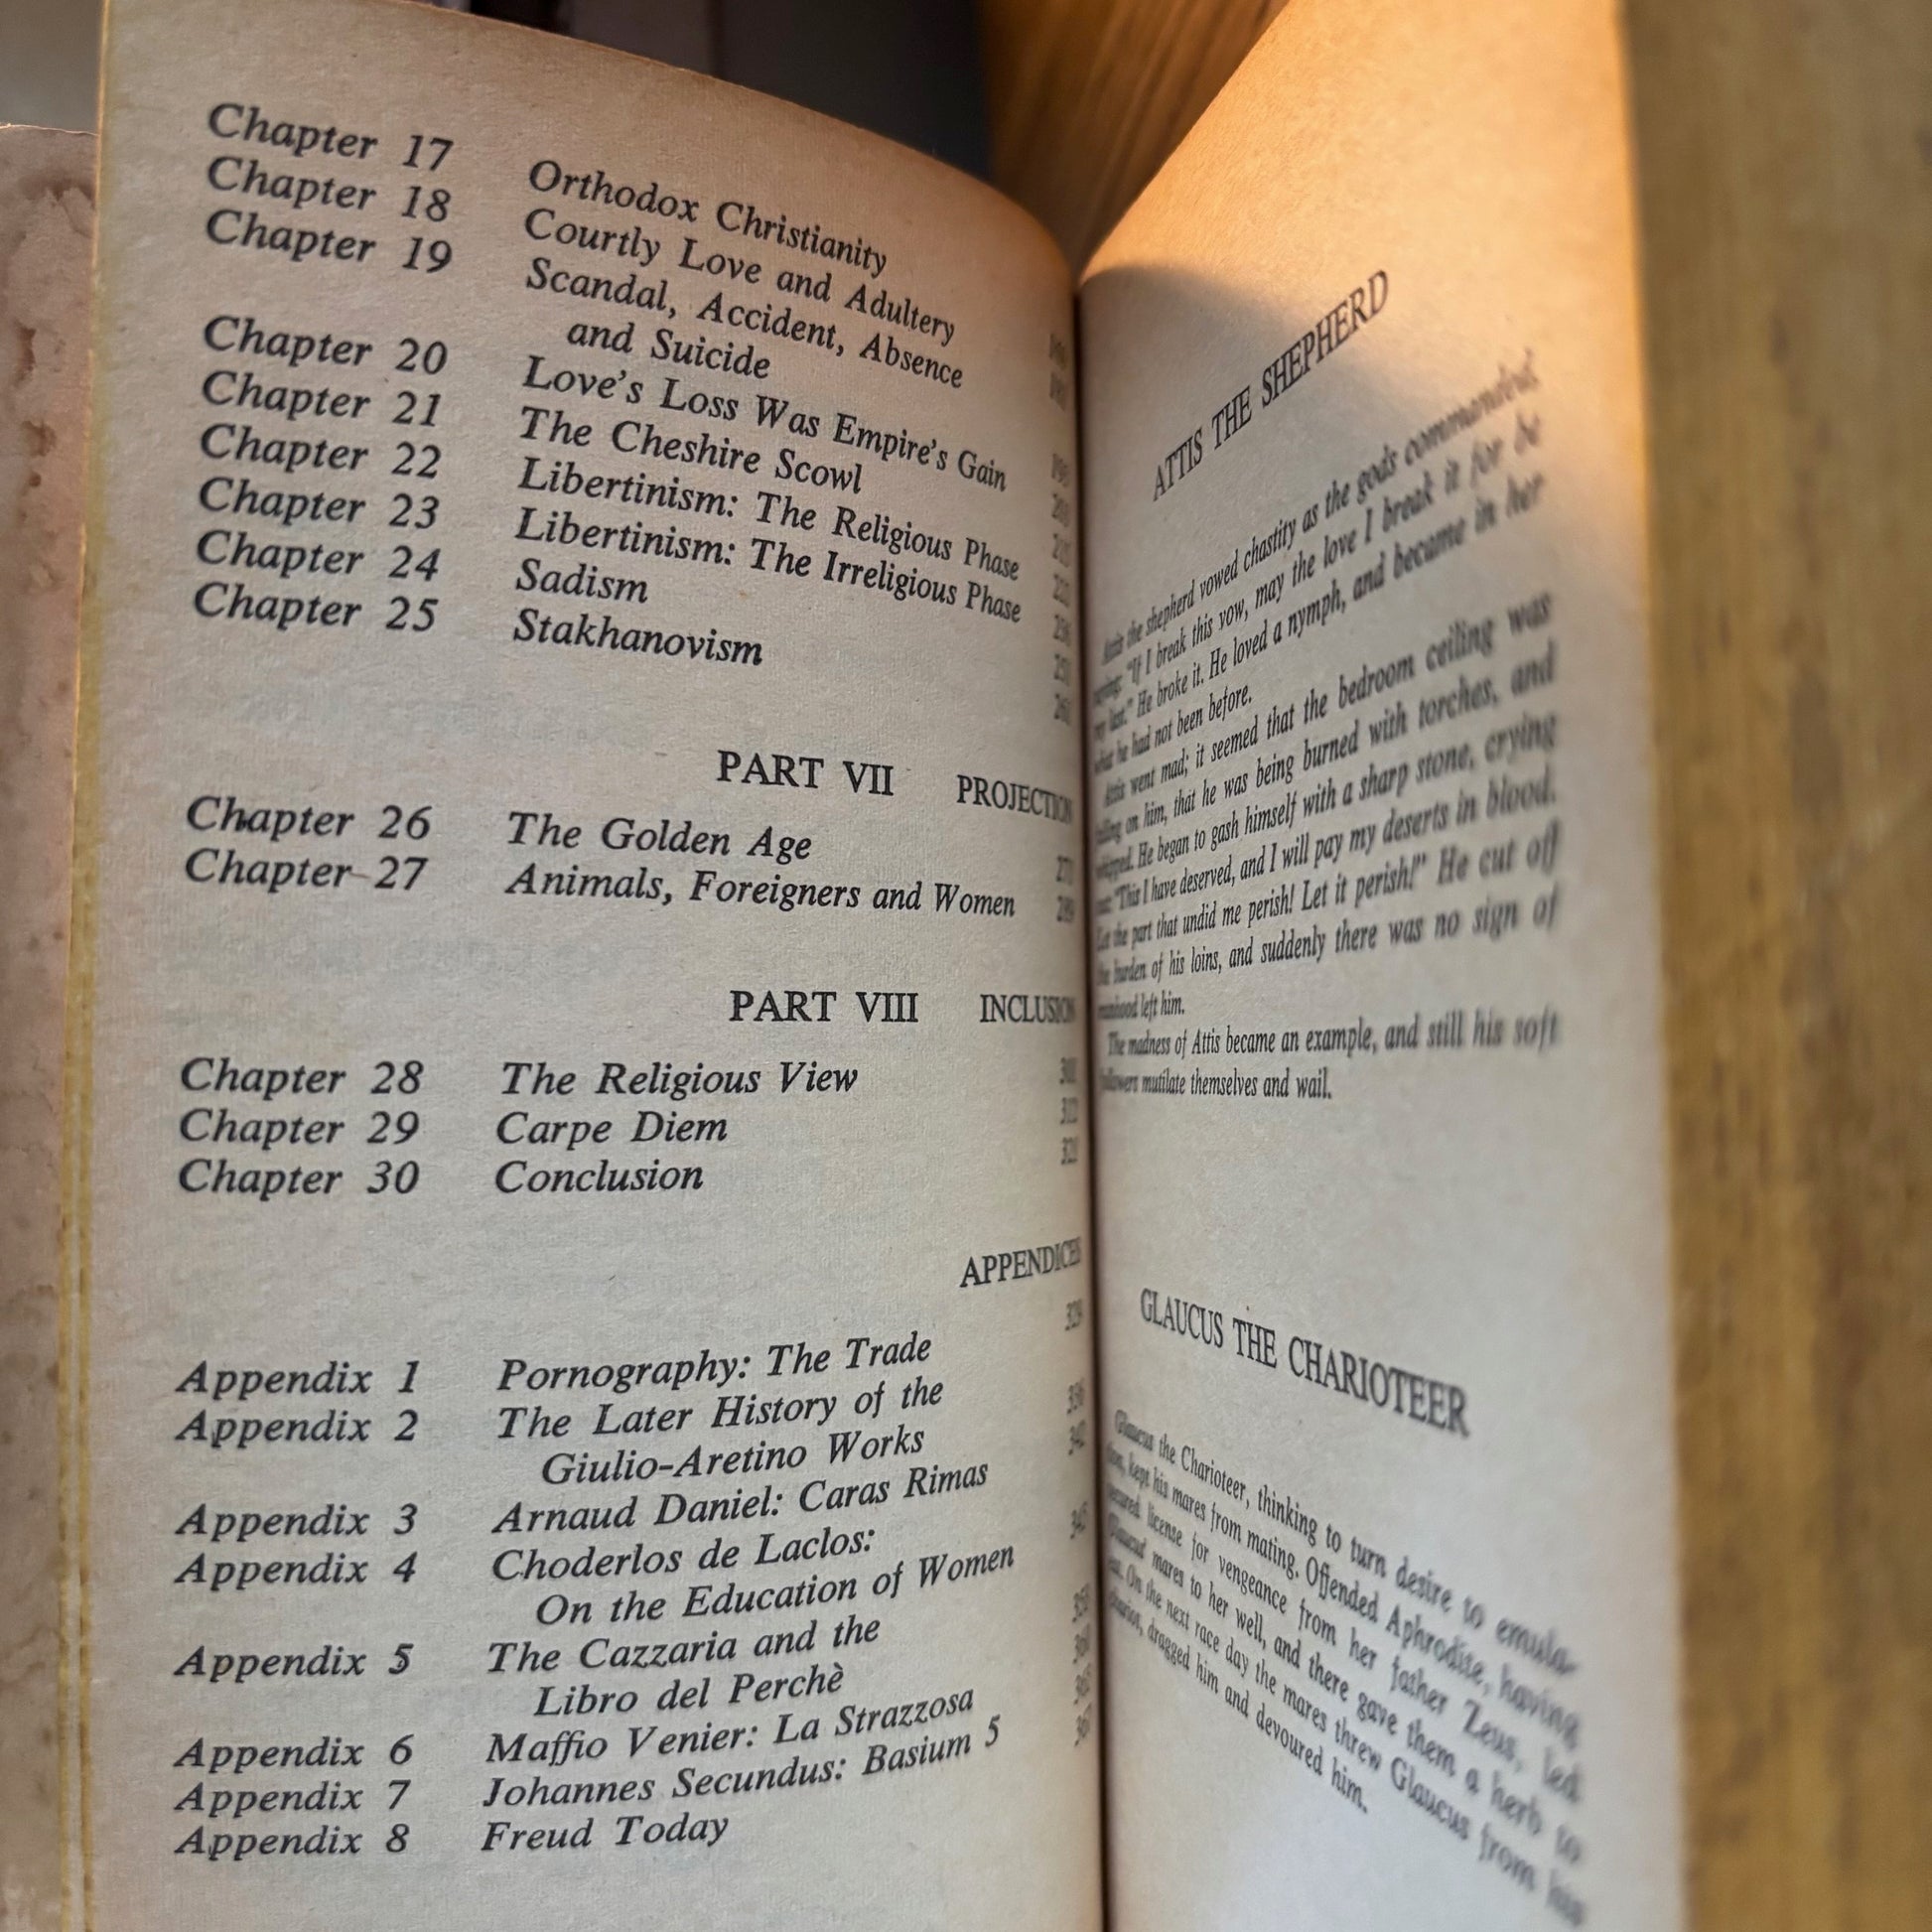 Chapter 17 Orthodox Christianity
Chapter 18 Courtly Love and Adultery
Chapter 19 Scandal, Accident, Absence
and Suicide
Chapter 20 Love's Loss Was Empire's Gain
Chapter 21 The Cheshire Scowl
Chapter 22 Libertinism: The Religious Phase
Chapter 23 Libertinism: The Irreligious Phase
Chapter 24 Sadism
Chapter 25 Stakhanovism
PART VII PROJECTION
Chapter 26 The Golden Age
Chapter 27 Animals, Foreigners and Women
PART VIII INCLUSION
Chapter 28 The Religious View
Chapter 29 Carpe Diem
Chapter 30 Conclusion
APPENDICES
Appendix 1 Pornography: The Trade
Appendix 2 The Later History of the
Giulio-Aretino Works
Appendix 3 Arnaud Daniel: Caras Rimas
Appendix 4 Choderlos de Laclos:
On the Education of Women
Appendix 5 The Cazzaria and the
Libro del Perchè
Appendix 6 Maffio Venier: La Strazzosa
Appendix 7 Johannes Secundus: Basium 5
Appendix 8 Freud Today
ATTIS THE SHEPHERD
Attis the shepherd vowed chastity as the gods commanded,
"If I break this vow, may the love I break it for be
my last." He broke it. He loved a nymph, and became in her
what he had not been before.
Attis went mad; it seemed that the bedroom ceiling was
falling on him, that he was being burned with torches, and
whipped. He began to gash himself with a sharp stone, crying
out: "This I have deserved, and I will pay my deserts in blood.
Let the part that undid me perish! Let it perish!" He cut off
the burden of his loins, and suddenly there was no sign of
manhood left him.
The madness of Attis became an example, and still his soft
followers mutilate themselves and wail.
GLAUCUS THE CHARIOTEER
Glaucus the Charioteer, thinking to turn desire to emula-
tion, kept his mares from mating. Offended Aphrodite, having
secured license for vengeance from her father Zeus, led
Glaucus' mares to her well, and there gave them a herb to
eat. On the next race day the mares threw Glaucus from his
chariot, dragged him and devoured him.